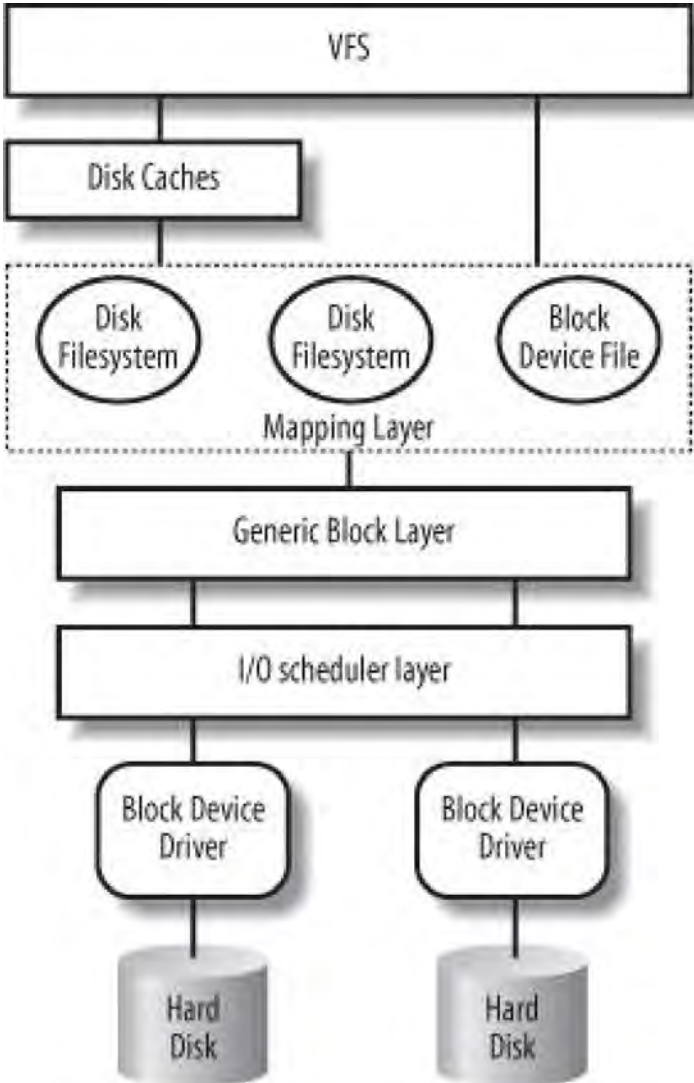 VFS
Disk Caches
Disk
Filesystem
Disk
Filesystem
Block
Device File
Mapping Layer
Generic Block Layer
I/O scheduler layer
Block Device
Driver
Block Device
Driver
Hard
Disk
Hard
Disk